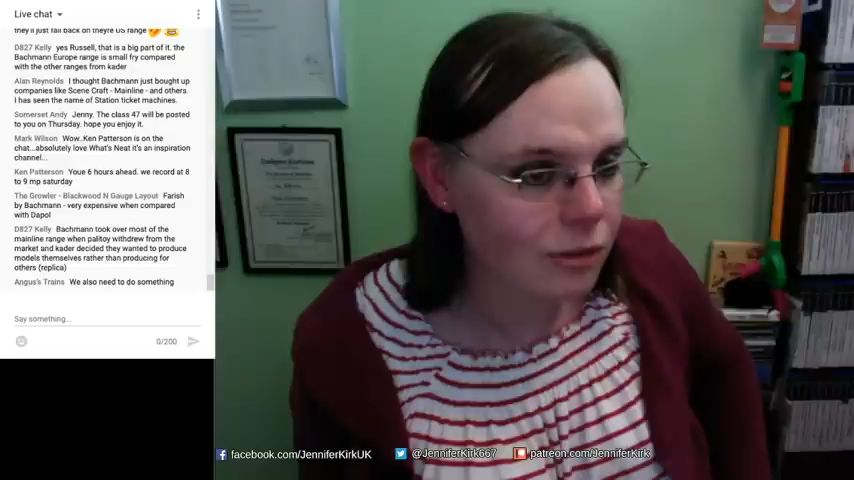 Live chat
they'll just fall back on theyre US range
D827 Kelly yes Russell, that is a big part of it. the
Bachmann Europe range is small fry compared
with the other ranges from kader
Alan Reynolds I thought Bachmann just bought up
companies like Scene Craft - Mainline - and others.
I has seen the name of Station ticket machines.
Somerset Andy Jenny. The class 47 will be posted
to you on Thursday. hope you enjoy it.
Mark Wilson Wow..Ken Patterson is on the
chat...absolutely love What's Neat it's an inspiration
channel...
Ken Patterson Youe 6 hours ahead. we record at 8
to 9 mp saturday
The Growler - Blackwood N Gauge Layout Farish
by Bachmann - very expensive when compared
with Dapol
D827 Kelly Bachmann took over most of the
mainline range when palitoy withdrew from the
market and kader decided they wanted to produce
models themselves rather than producing for
others (replica)
Angus's Trains We also need to do something
Say something...
0/200
facebook.com/JenniferKirkUK
@JenniferKirk667
patreon.com/JenniferKirk